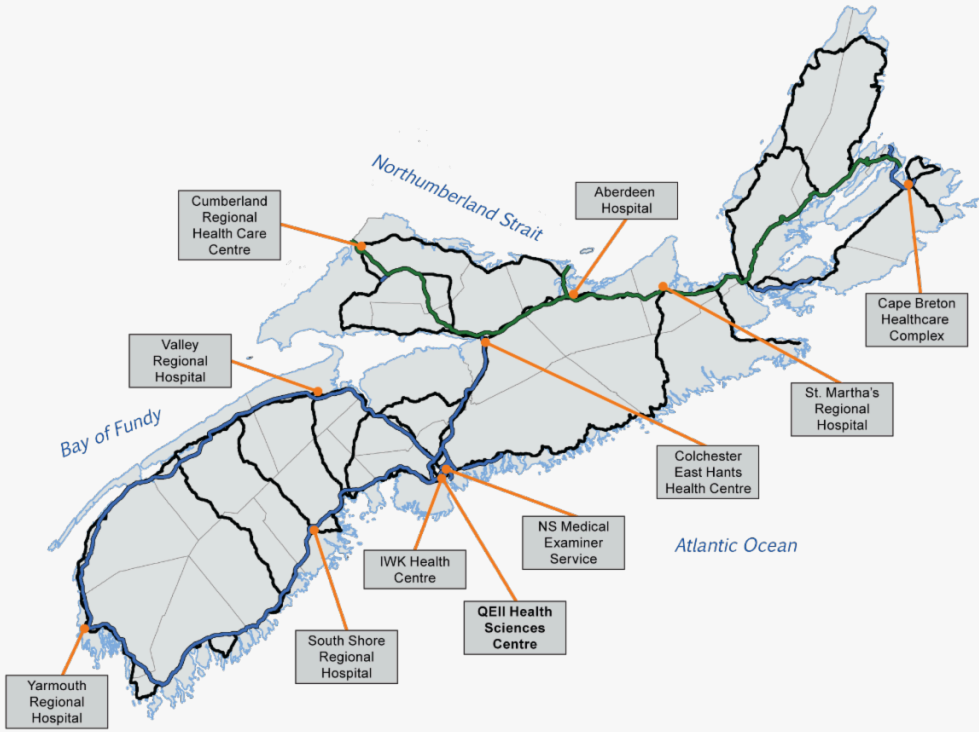 Northumberland Strait
Cumberland
Regional
Health Care
Centre
Aberdeen
Hospital
Cape Breton
Healthcare
Complex
Valley
Regional
Hospital
St. Martha's
Regional
Hospital
Bay of Fundy
Colchester
East Hants
Health Centre
NS Medical
Examiner
Service
Atlantic Ocean
IWK Health
Centre
QEII Health
Sciences
Centre
South Shore
Regional
Hospital
Yarmouth
Regional
Hospital